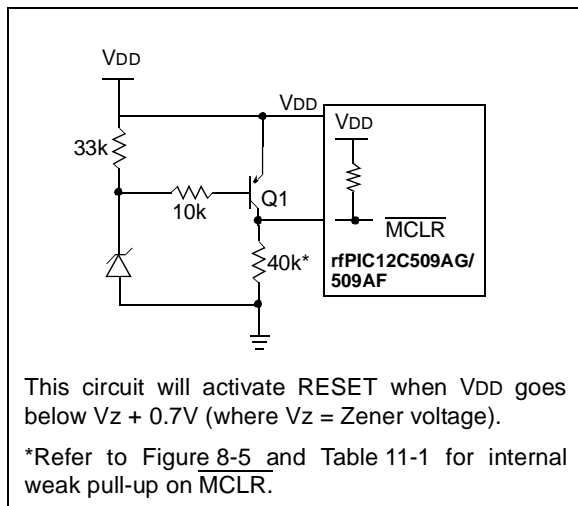 VDD
VDD
VDD
33k
10k
Q1
MCLR
40k*
rfPIC12C509AG/
509AF
This circuit will activate RESET when VDD goes
below Vz + 0.7V (where Vz = Zener voltage).
*Refer to Figure 8-5 and Table 11-1 for internal
weak pull-up on MCLR.